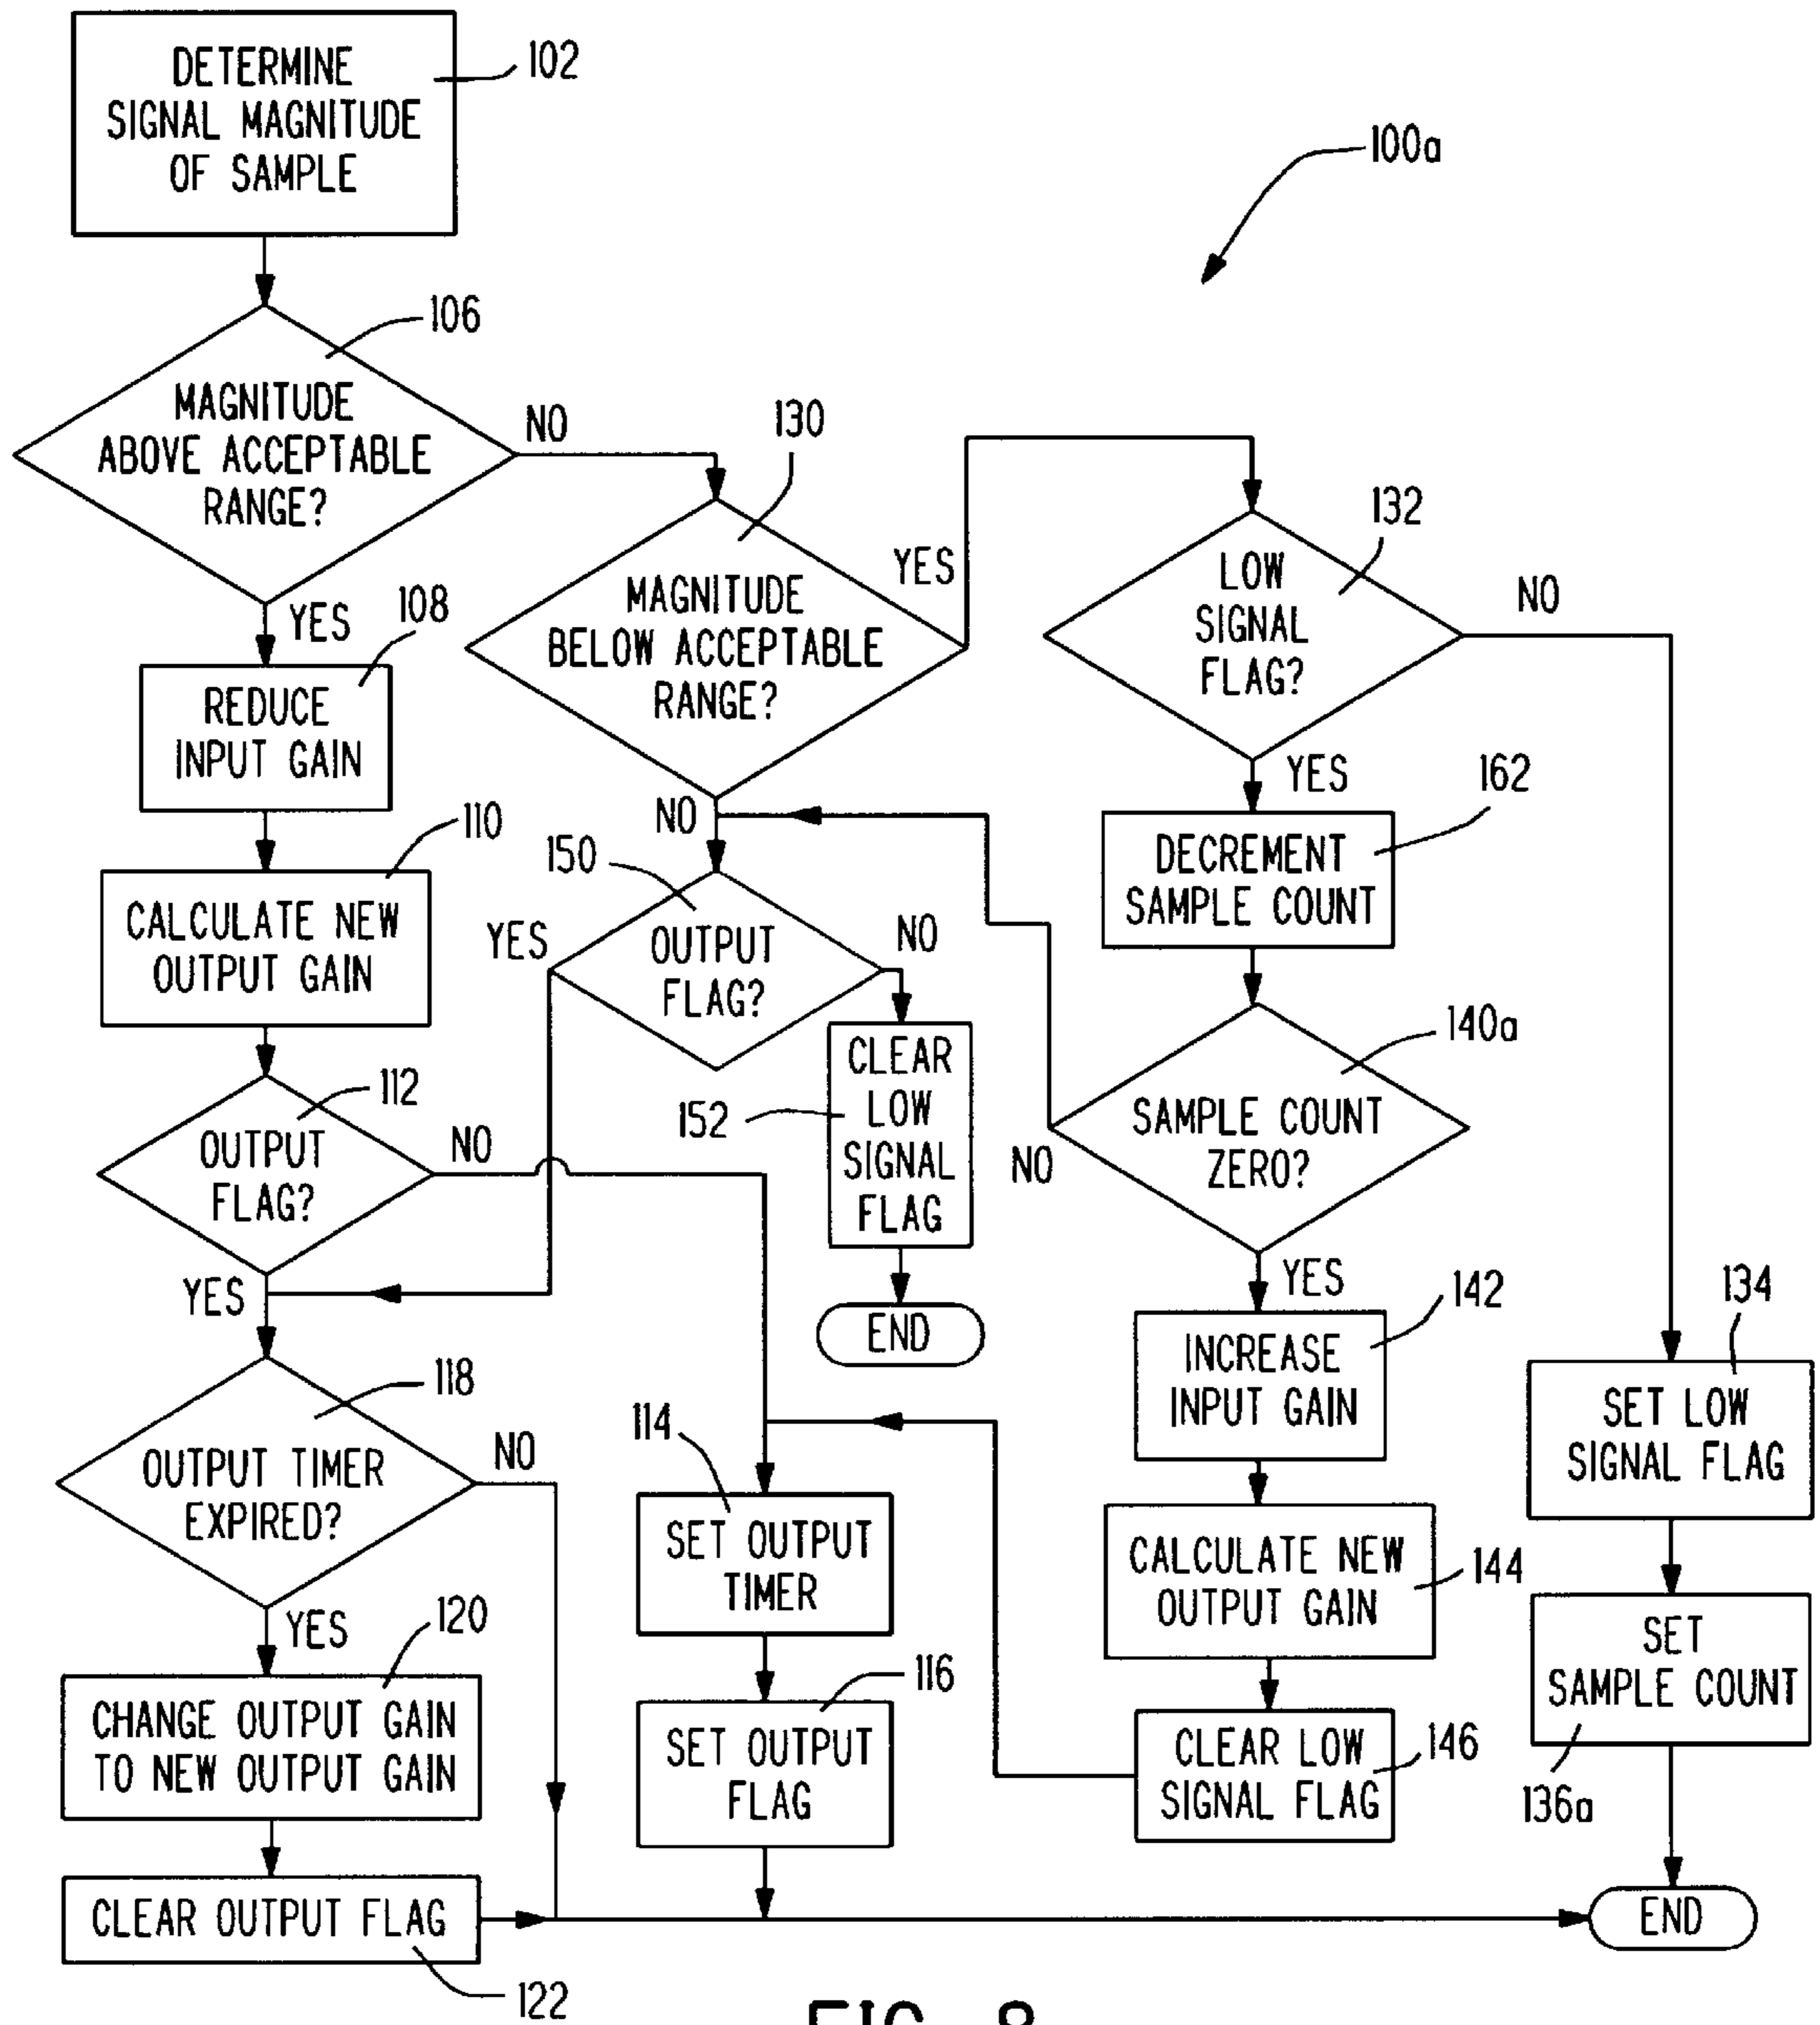 DETERMINE
SIGNAL MAGNITUDE
OF SAMPLE
102
100a
106
MAGNITUDE
ABOVE ACCEPTABLE
RANGE?
NO
YES
130
MAGNITUDE
BELOW ACCEPTABLE
RANGE?
YES
NO
132
LOW
SIGNAL
FLAG?
NO
YES
108
REDUCE
INPUT GAIN
110
CALCULATE NEW
OUTPUT GAIN
162
DECREMENT
SAMPLE COUNT
150
OUTPUT
FLAG?
YES
NO
152
CLEAR
LOW
SIGNAL
FLAG
END
140a
SAMPLE COUNT
ZERO?
NO
YES
112
OUTPUT
FLAG?
NO
YES
142
INCREASE
INPUT GAIN
134
SET LOW
SIGNAL FLAG
118
OUTPUT TIMER
EXPIRED?
NO
YES
114
SET OUTPUT
TIMER
144
CALCULATE NEW
OUTPUT GAIN
SET
SAMPLE COUNT
136a
120
CHANGE OUTPUT GAIN
TO NEW OUTPUT GAIN
116
SET OUTPUT
FLAG
146
CLEAR LOW
SIGNAL FLAG
CLEAR OUTPUT FLAG
122
END
FIG. 8